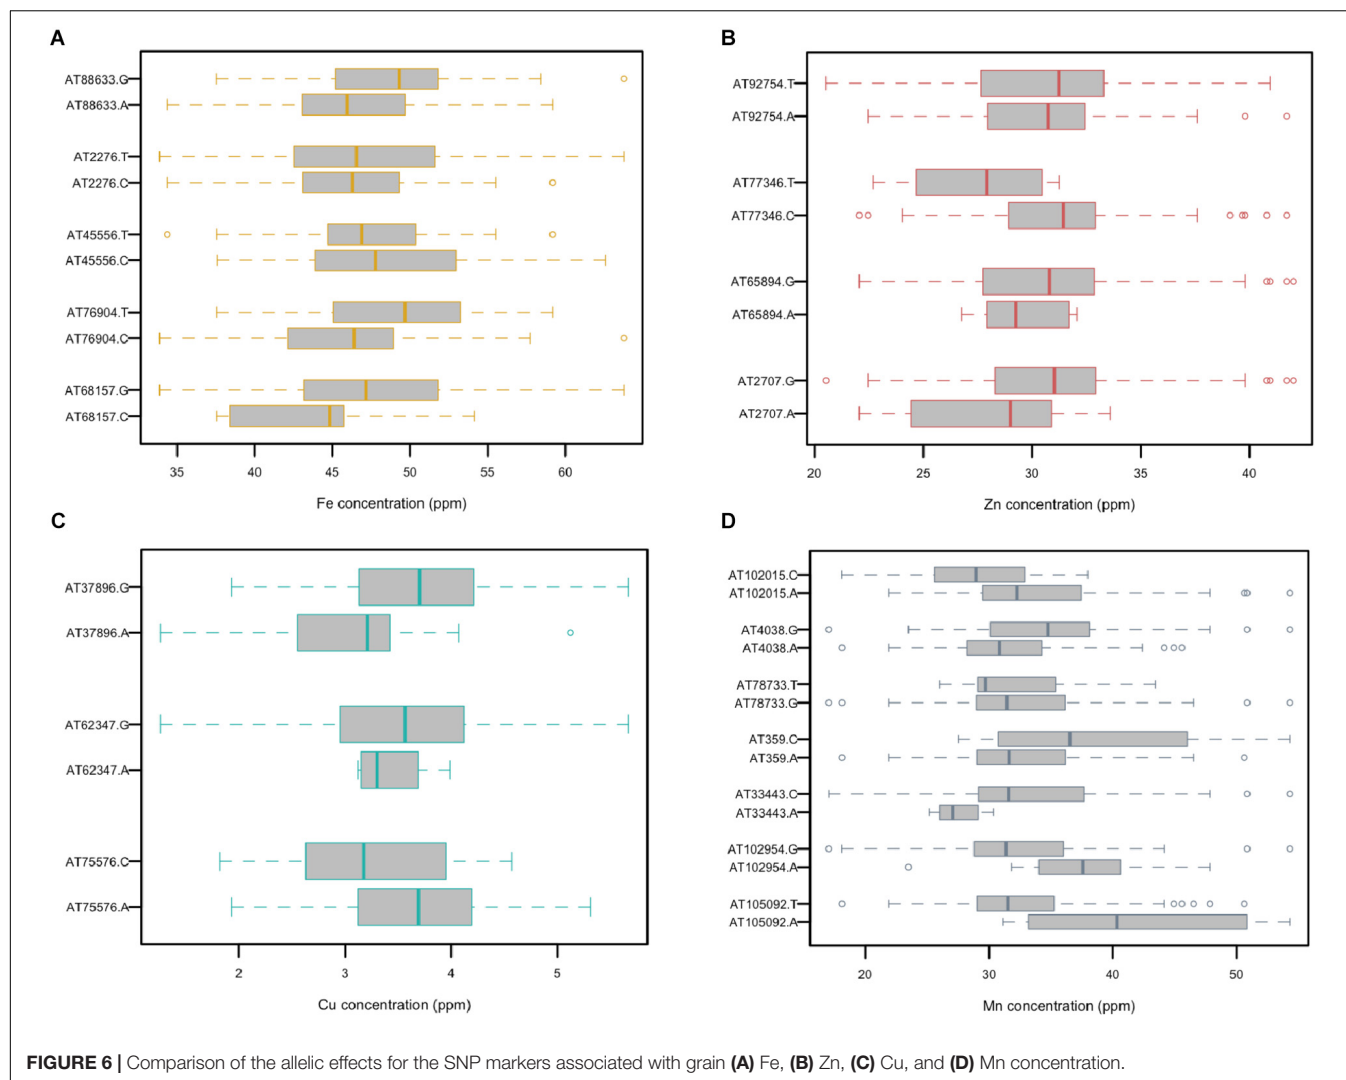 A
AT88633.G
AT88633.A
AT2276.T
AT2276.C
AT45556.T
AT45556.C
AT76904.T
AT76904.C
AT68157.G
AT68157.C
35 40 45 50 55 60
Fe concentration (ppm)
B
AT92754.T
AT92754.A
AT77346.T
AT77346.C
AT65894.G
AT65894.A
AT2707.G
AT2707.A
20 25 30 35 40
Zn concentration (ppm)
C
AT37896.G
AT37896.A
AT62347.G
AT62347.A
AT75576.C
AT75576.A
2 3 4 5
Cu concentration (ppm)
D
AT102015.C
AT102015.A
AT4038.G
AT4038.A
AT78733.T
AT78733.G
AT359.C
AT359.A
AT33443.C
AT33443.A
AT102954.G
AT102954.A
AT105092.T
AT105092.A
20 30 40 50
Mn concentration (ppm)
FIGURE 6 | Comparison of the allelic effects for the SNP markers associated with grain (A) Fe, (B) Zn, (C) Cu, and (D) Mn concentration.